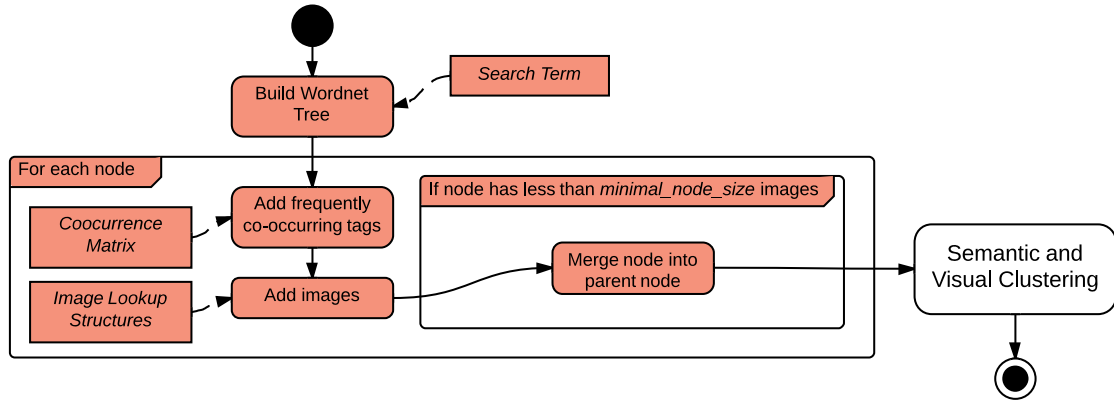 Search Term
Build Wordnet
Tree
For each node
If node has less than minimal_node_size images
Add frequently
co-occurring tags
Coocurrence
Matrix
Merge node into
parent node
Semantic and
Visual Clustering
Add images
Image Lookup
Structures